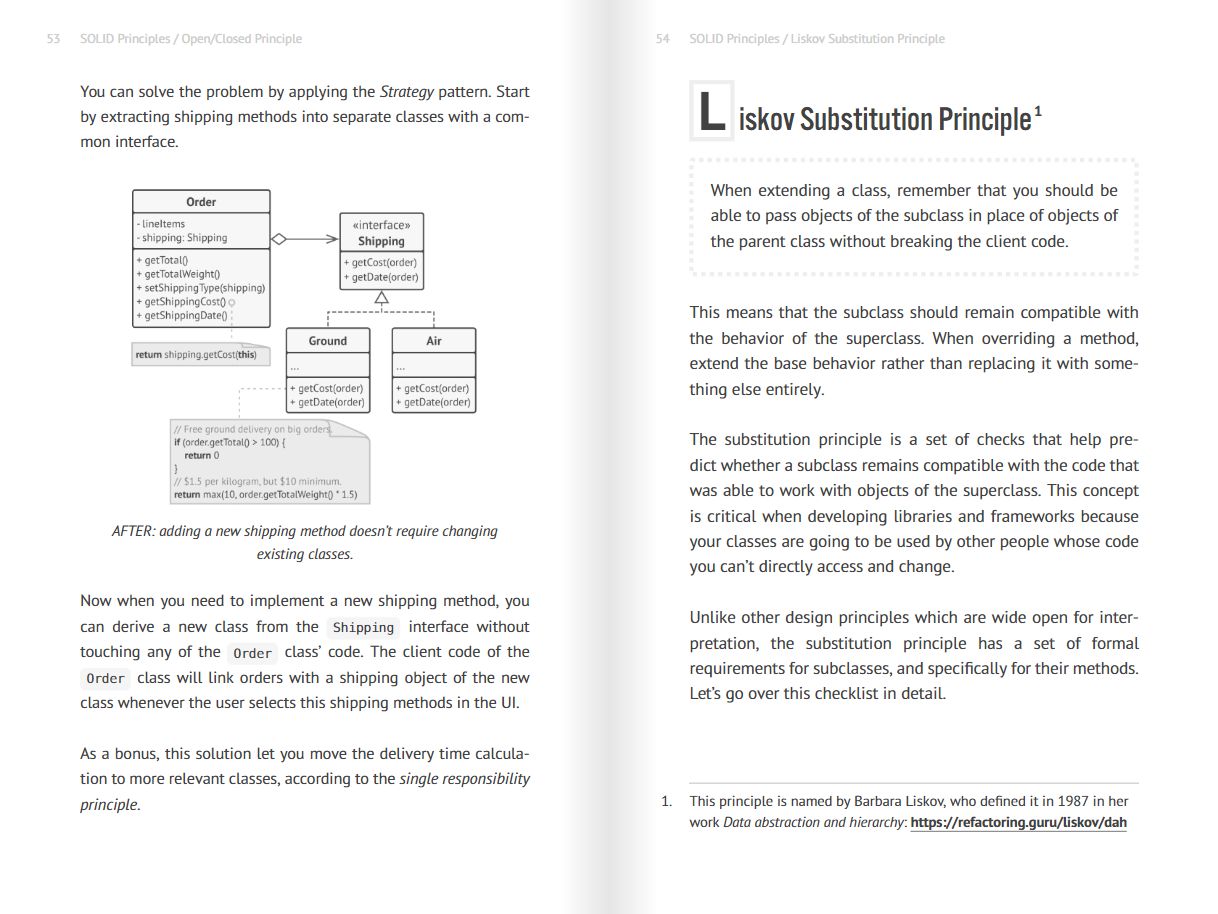 53 SOLID Principles / Open/Closed Principle
You can solve the problem by applying the Strategy pattern. Start
by extracting shipping methods into separate classes with a com-
mon interface.
Order
- lineItems
- shipping: Shipping
+ getTotal()
+ getTotalWeight()
+ setShippingType(shipping)
+ getShippingCost()
+ getShippingDate()
return shipping.getCost(this)
«interface»
Shipping
+ getCost(order)
+ getDate(order)
Ground
...
+ getCost(order)
+ getDate(order)
Air
...
+ getCost(order)
+ getDate(order)
// Free ground delivery on big orders.
if (order.getTotal() > 100) {
return 0
}
// $1.5 per kilogram, but $10 minimum.
return max(10, order.getTotalWeight() * 1.5)
AFTER: adding a new shipping method doesn't require changing
existing classes.
Now when you need to implement a new shipping method, you
can derive a new class from the Shipping interface without
touching any of the Order class' code. The client code of the
Order class will link orders with a shipping object of the new
class whenever the user selects this shipping methods in the UI.
As a bonus, this solution let you move the delivery time calcula-
tion to more relevant classes, according to the single responsibility
principle.
54 SOLID Principles / Liskov Substitution Principle
Liskov Substitution Principle1
When extending a class, remember that you should be
able to pass objects of the subclass in place of objects of
the parent class without breaking the client code.
This means that the subclass should remain compatible with
the behavior of the superclass. When overriding a method,
extend the base behavior rather than replacing it with some-
thing else entirely.
The substitution principle is a set of checks that help pre-
dict whether a subclass remains compatible with the code that
was able to work with objects of the superclass. This concept
is critical when developing libraries and frameworks because
your classes are going to be used by other people whose code
you can't directly access and change.
Unlike other design principles which are wide open for inter-
pretation, the substitution principle has a set of formal
requirements for subclasses, and specifically for their methods.
Let's go over this checklist in detail.
1. This principle is named by Barbara Liskov, who defined it in 1987 in her
work Data abstraction and hierarchy: https://refactoring.guru/liskov/dah